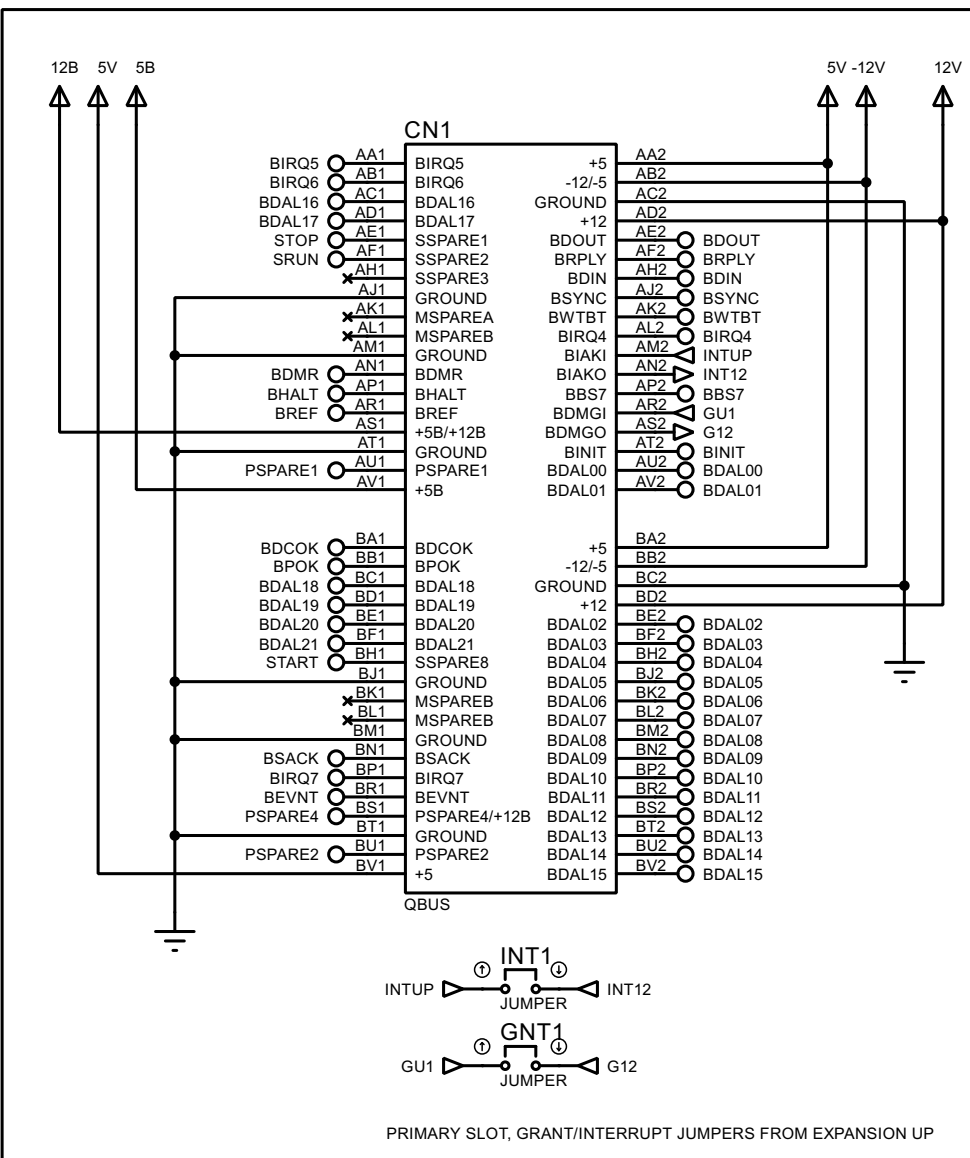 12B 5V 5B 5V -12V 12V
CN1
BIRQ5 AA1 BIRQ5 +5 AA2
BIRQ6 AB1 BIRQ6 -12/-5 AB2
BDAL16 AC1 BDAL16 GROUND AC2
BDAL17 AD1 BDAL17 +12 AD2
STOP AE1 SSPARE1 BDOUT AE2 BDOUT
SRUN AF1 SSPARE2 BRPLY AF2 BRPLY
AH1 SSPARE3 BDIN AH2 BDIN
AJ1 GROUND BSYNC AJ2 BSYNC
AK1 MSPAREA BWTBT AK2 BWTBT
AL1 MSPAREB BIRQ4 AL2 BIRQ4
AM1 GROUND BIAKI AM2 INTUP
BDMR AN1 BDMR BIAKO AN2 INT12
BHALT AP1 BHALT BBS7 AP2 BBS7
BREF AR1 BREF BDMGI AR2 GU1
AS1 +5B/+12B BDMGO AS2 G12
AT1 GROUND BINIT AT2 BINIT
PSPARE1 AU1 PSPARE1 BDAL00 AU2 BDAL00
AV1 +5B BDAL01 AV2 BDAL01
BDCOK BA1 BDCOK +5 BA2
BPOK BB1 BPOK -12/-5 BB2
BDAL18 BC1 BDAL18 GROUND BC2
BDAL19 BD1 BDAL19 +12 BD2
BDAL20 BE1 BDAL20 BDAL02 BE2 BDAL02
BDAL21 BF1 BDAL21 BDAL03 BF2 BDAL03
START BH1 SSPARE8 BDAL04 BH2 BDAL04
BJ1 GROUND BDAL05 BJ2 BDAL05
BK1 MSPAREB BDAL06 BK2 BDAL06
BL1 MSPAREB BDAL07 BL2 BDAL07
BM1 GROUND BDAL08 BM2 BDAL08
BSACK BN1 BSACK BDAL09 BN2 BDAL09
BIRQ7 BP1 BIRQ7 BDAL10 BP2 BDAL10
BEVNT BR1 BEVNT BDAL11 BR2 BDAL11
PSPARE4 BS1 PSPARE4/+12B BDAL12 BS2 BDAL12
BT1 GROUND BDAL13 BT2 BDAL13
PSPARE2 BU1 PSPARE2 BDAL14 BU2 BDAL14
BV1 +5 BDAL15 BV2 BDAL15
QBUS
INT1
INTUP INT12
JUMPER
GNT1
GU1 G12
JUMPER
PRIMARY SLOT, GRANT/INTERRUPT JUMPERS FROM EXPANSION UP